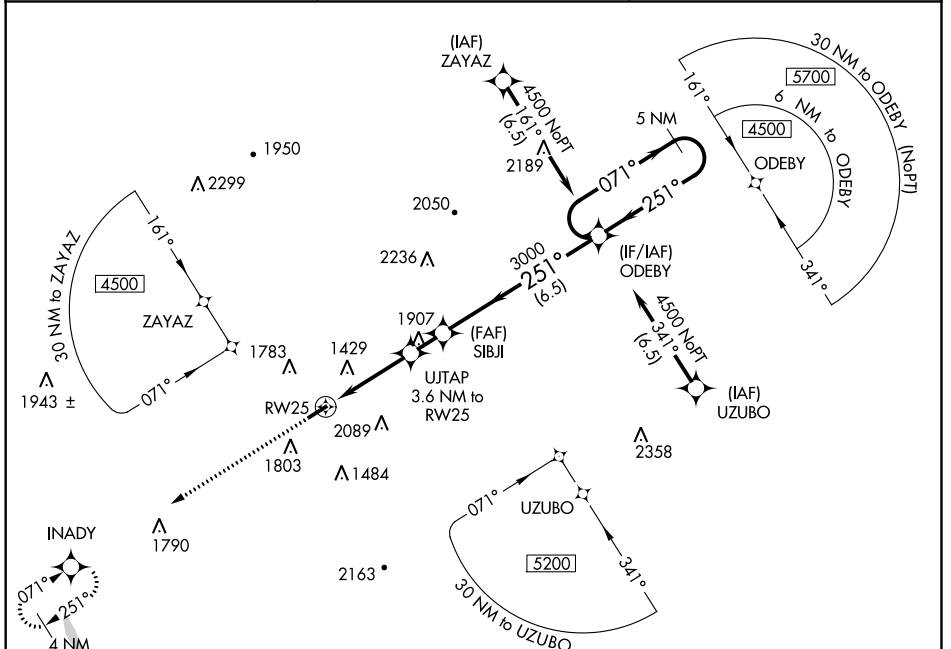 (IAF)
ZAYAZ
4500 NoPT
161°
(6.5)
2189
5 NM
071°
251°
30 NM to ODEBY (NoPT)
5700
6 NM to ODEBY
4500
161°
ODEBY
341°
1950
2299
2050
2236
3000
251°
(6.5)
(IF/IAF)
ODEBY
30 NM to ZAYAZ
161°
4500
ZAYAZ
071°
1943 ±
1783
1429
1907
(FAF)
SIBJI
4500 NoPT
341°
(6.5)
(IAF)
UZUBO
UJTAP
3.6 NM to
RW25
RW25
2089
1803
1484
2358
1790
INADY
071°
251°
4 NM
2163
071°
UZUBO
341°
5200
30 NM to UZUBO